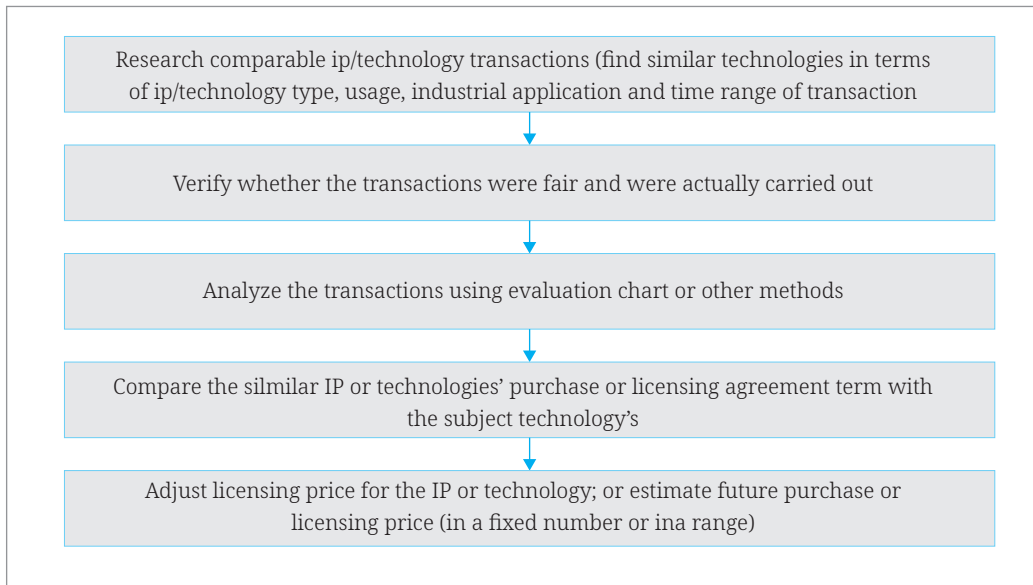 Research comparable ip/technology transactions (find similar technologies in terms
of ip/technology type, usage, industrial application and time range of transaction
Verify whether the transactions were fair and were actually carried out
Analyze the transactions using evaluation chart or other methods
Compare the silmilar IP or technologies’ purchase or licensing agreement term with
the subject technology’s
Adjust licensing price for the IP or technology; or estimate future purchase or
licensing price (in a fixed number or ina range)